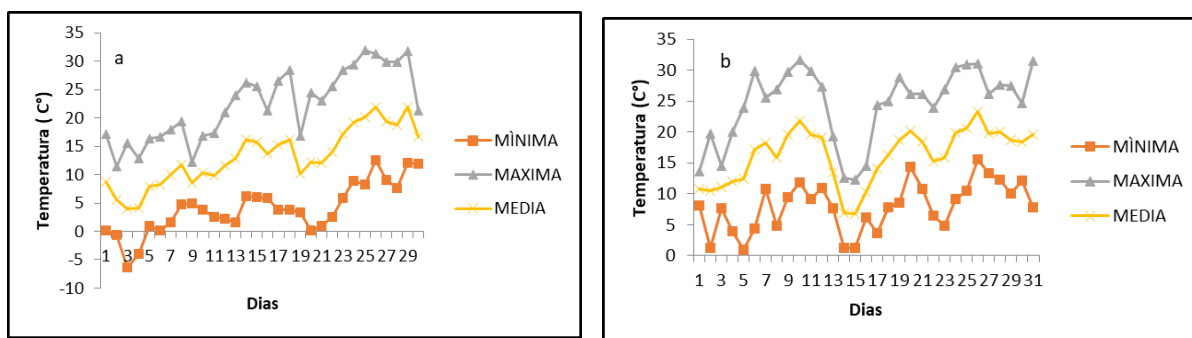 a
Temperatura ( C°)
35
30
25
20
15
10
5
0
-5
-10
1 3 5 7 9 11 13 15 17 19 21 23 25 27 29
Dias
MÌNIMA
MAXIMA
MEDIA
b
Temperatura ( C°)
35
30
25
20
15
10
5
0
1 3 5 7 9 11 13 15 17 19 21 23 25 27 29 31
Dias
MÌNIMA
MAXIMA
MEDIA